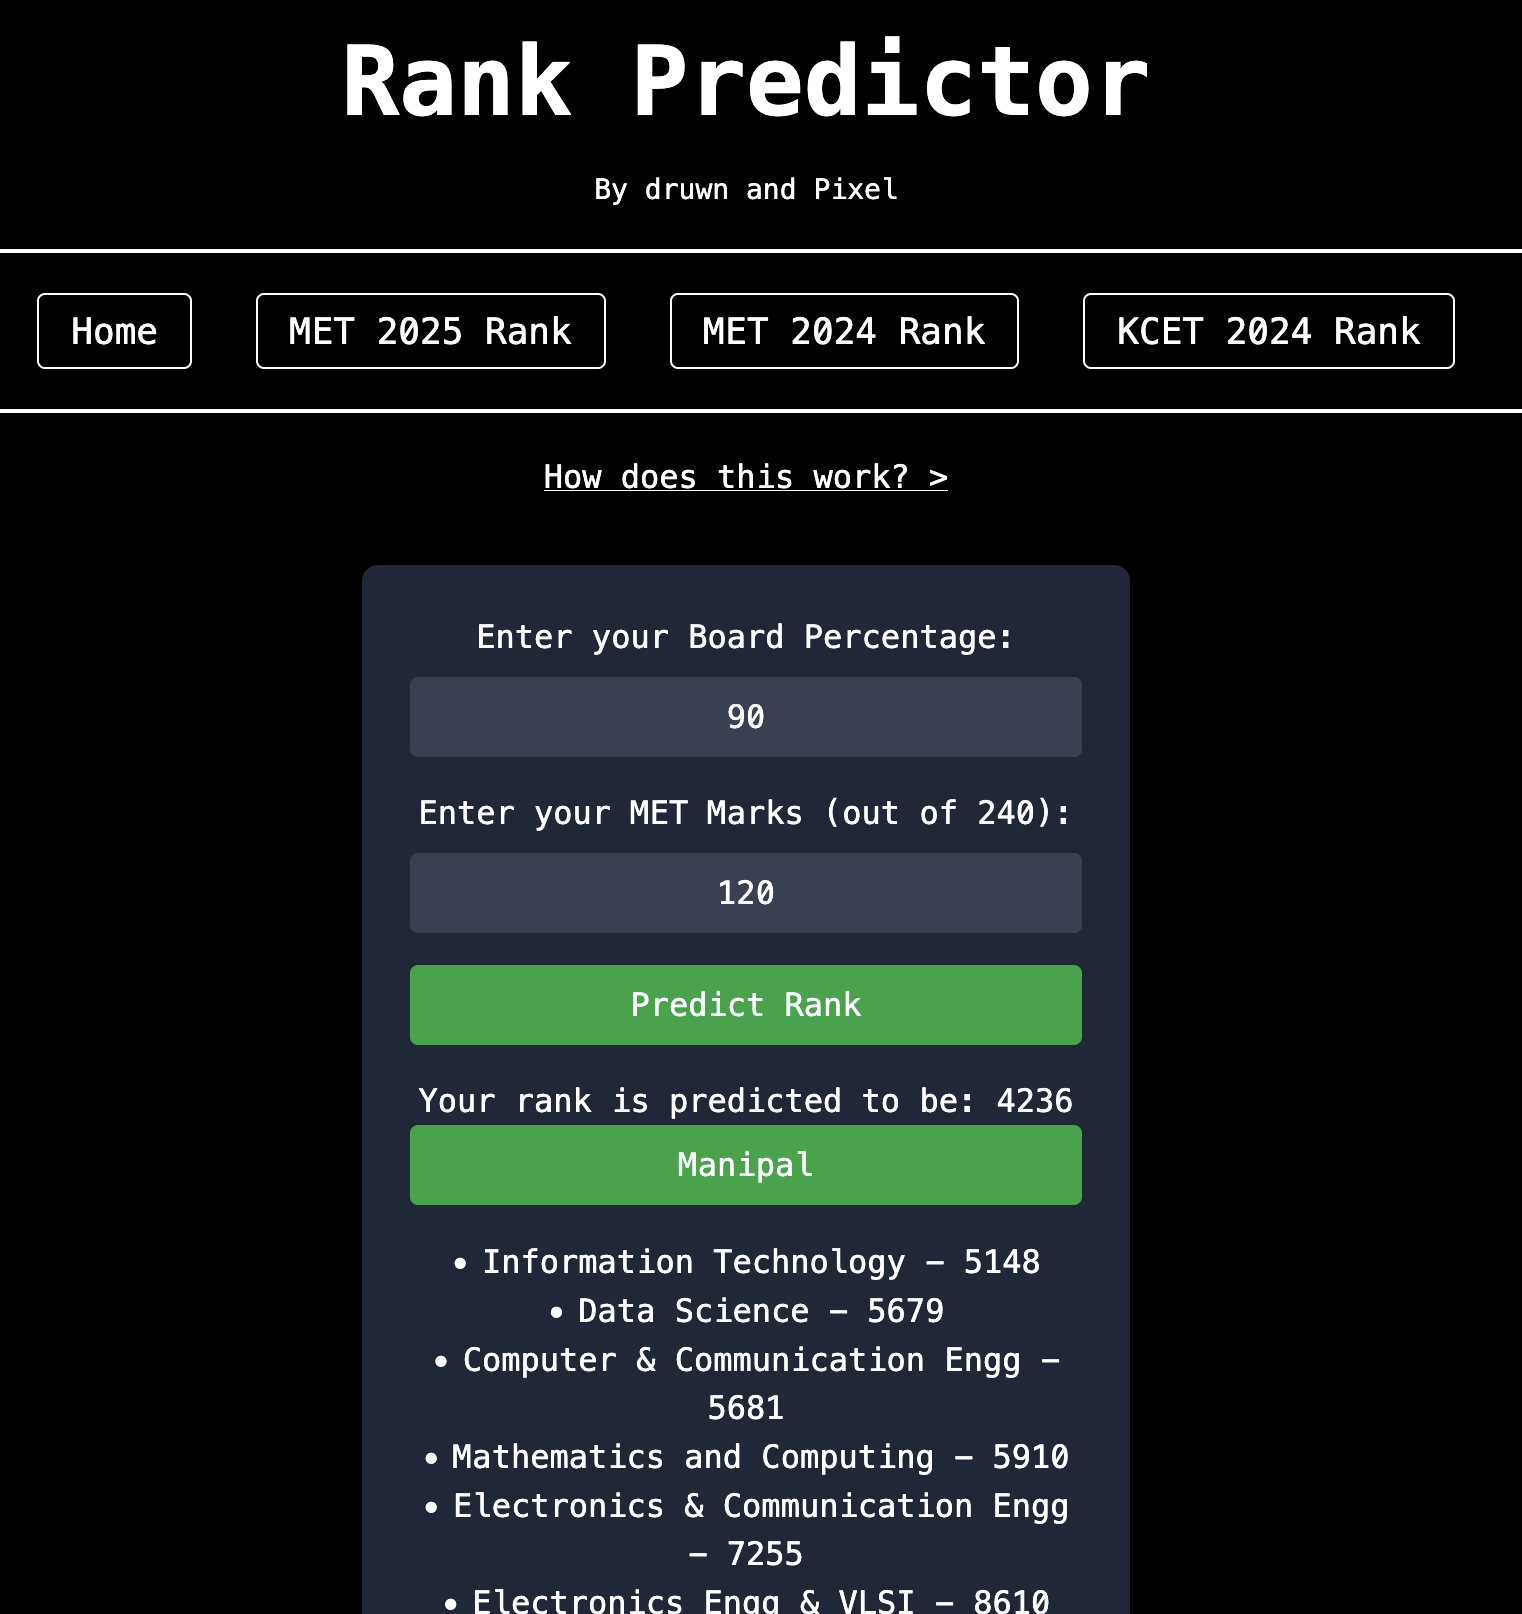 Rank Predictor
By druwn and Pixel
Home MET 2025 Rank MET 2024 Rank KCET 2024 Rank
How does this work? >
Enter your Board Percentage:
90
Enter your MET Marks (out of 240):
120
Predict Rank
Your rank is predicted to be: 4236
Manipal
• Information Technology – 5148
• Data Science – 5679
• Computer & Communication Engg –
5681
• Mathematics and Computing – 5910
• Electronics & Communication Engg
– 7255
• Electronics Engg & VLSI – 8610